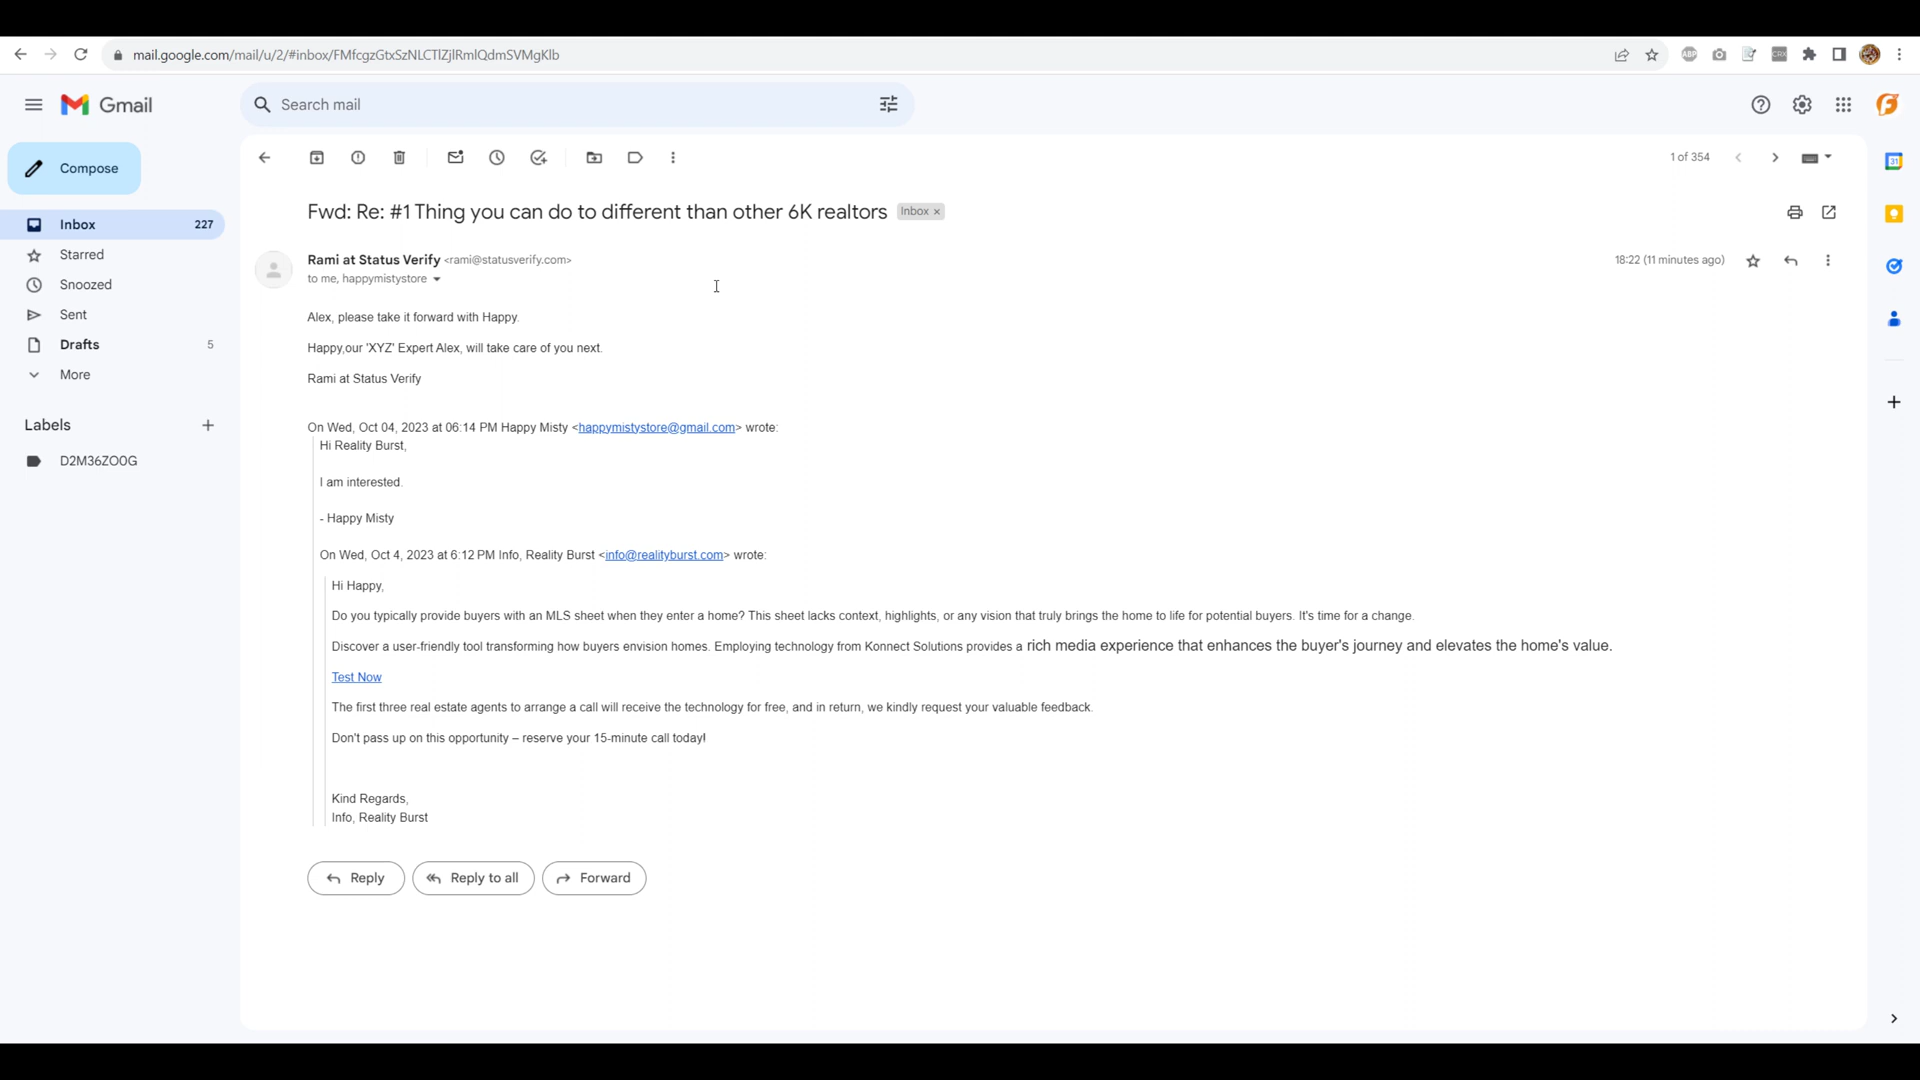 mail.google.com/mail/u/2/#inbox/FMfcgzGtxSzNLCTlZjlRmlQdmSVMgKlb
Gmail
Search mail
Compose
1 of 354
Inbox 227
Starred
Snoozed
Sent
Drafts 5
More
Labels
D2M36ZO0G
Fwd: Re: #1 Thing you can do to different than other 6K realtors Inbox ×
Rami at Status Verify <rami@statusverify.com>
18:22 (11 minutes ago)
to me, happymistystore
Alex, please take it forward with Happy.
Happy,our 'XYZ' Expert Alex, will take care of you next.
Rami at Status Verify
On Wed, Oct 04, 2023 at 06:14 PM Happy Misty <happymistystore@gmail.com> wrote:
Hi Reality Burst,
I am interested.
- Happy Misty
On Wed, Oct 4, 2023 at 6:12 PM Info, Reality Burst <info@realityburst.com> wrote:
Hi Happy,
Do you typically provide buyers with an MLS sheet when they enter a home? This sheet lacks context, highlights, or any vision that truly brings the home to life for potential buyers. It's time for a change.
Discover a user-friendly tool transforming how buyers envision homes. Employing technology from Konnect Solutions provides a rich media experience that enhances the buyer's journey and elevates the home's value.
Test Now
The first three real estate agents to arrange a call will receive the technology for free, and in return, we kindly request your valuable feedback.
Don't pass up on this opportunity – reserve your 15-minute call today!
Kind Regards,
Info, Reality Burst
Reply
Reply to all
Forward
ABP
CRX
31